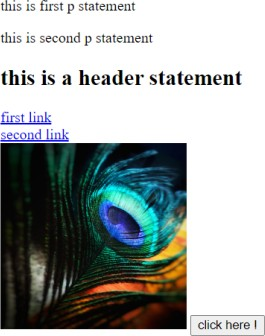 this is first p statement
this is second p statement
this is a header statement
first link
second link
click here !